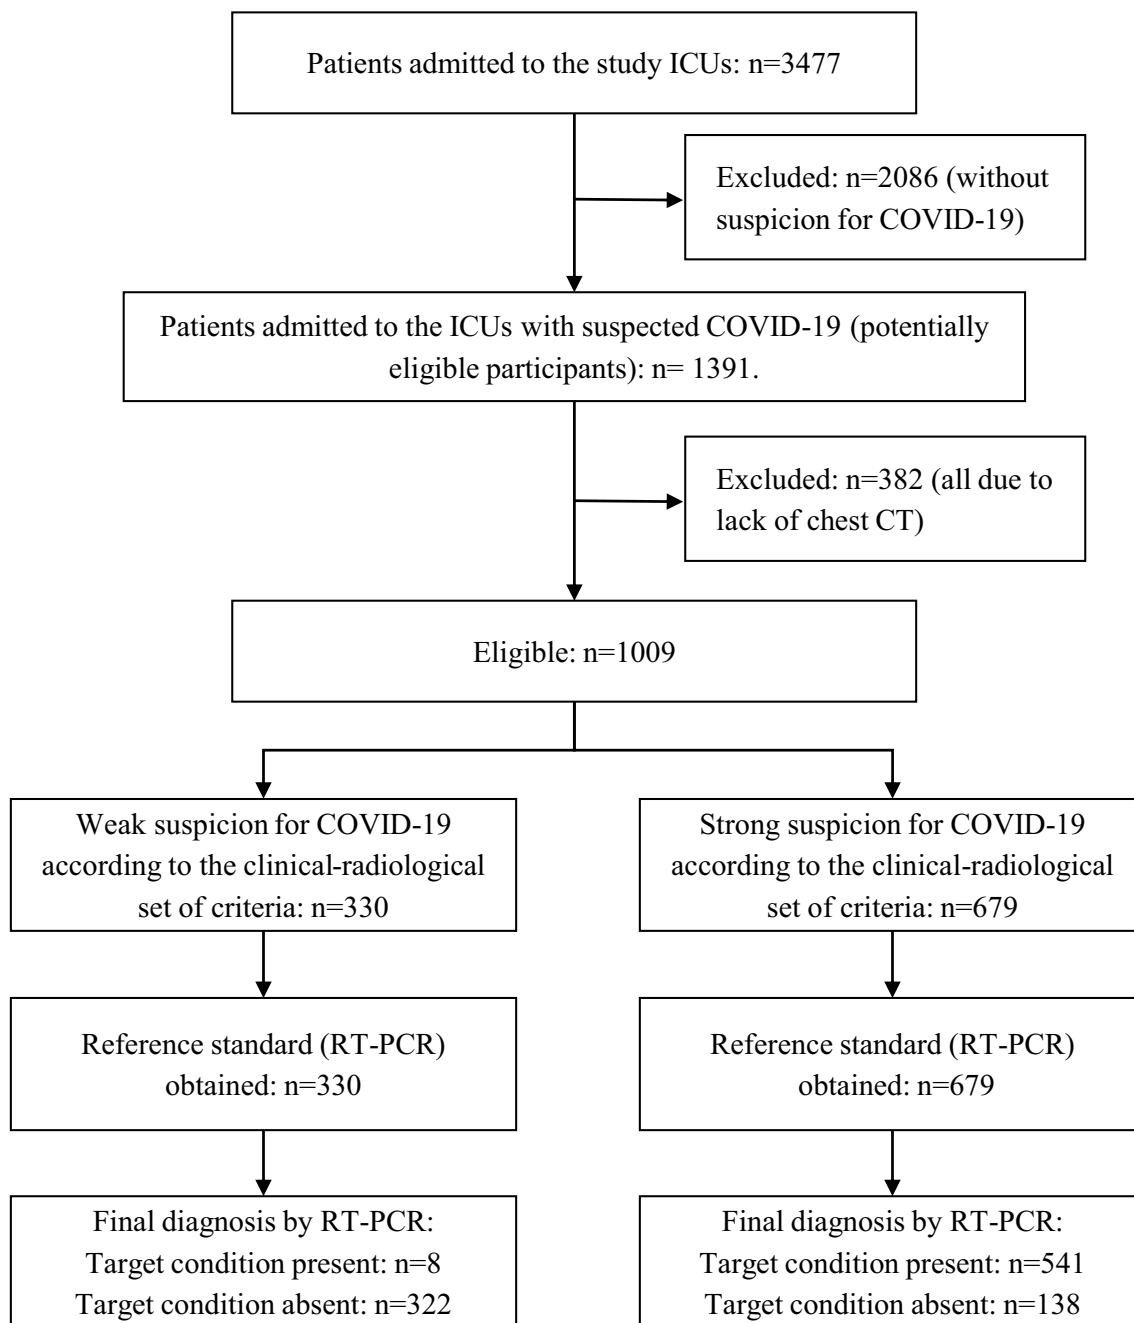 Patients admitted to the study ICUs: n=3477
Excluded: n=2086 (without
suspicion for COVID-19)
Patients admitted to the ICUs with suspected COVID-19 (potentially
eligible participants): n= 1391.
Excluded: n=382 (all due to
lack of chest CT)
Eligible: n=1009
Weak suspicion for COVID-19
according to the clinical-radiological
set of criteria: n=330
Strong suspicion for COVID-19
according to the clinical-radiological
set of criteria: n=679
Reference standard (RT-PCR)
obtained: n=330
Reference standard (RT-PCR)
obtained: n=679
Final diagnosis by RT-PCR:
Target condition present: n=8
Target condition absent: n=322
Final diagnosis by RT-PCR:
Target condition present: n=541
Target condition absent: n=138